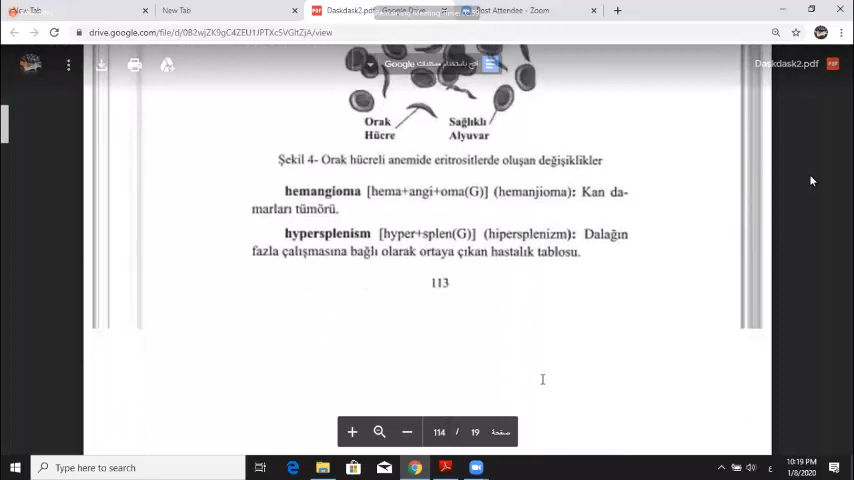 New Tab
New Tab
Daskdask2.pdf - Google Drive
Post Attendee - Zoom
drive.google.com/file/d/0B2wjZK9gC4ZEU1JPTXc5VGltZjA/view
Google
Daskdask2.pdf
Orak
Hücre
Sağlıklı
Alyuvar
Şekil 4- Orak hücreli anemide eritrositlerde oluşan değişiklikler
hemangioma [hema+angi+oma(G)] (hemanjioma): Kan da-
marları tümörü.
hypersplenism [hyper+splen(G)] (hipersplenizm): Dalağın
fazla çalışmasına bağlı olarak ortaya çıkan hastalık tablosu.
113
114 / 19 صفحة
Type here to search
ع
10:19 PM
1/8/2020